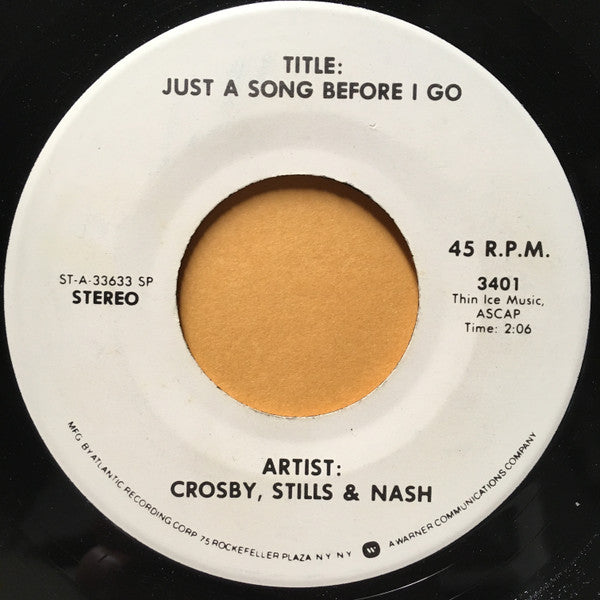 TITLE:
JUST A SONG BEFORE I GO
45 R.P.M.
ST-A-33633 SP
STEREO
3401
Thin Ice Music,
ASCAP
Time: 2:06
ARTIST:
CROSBY, STILLS & NASH
MFG BY ATLANTIC RECORDING CORP 75 ROCKEFELLER PLAZA N Y N Y W A WARNER COMMUNICATIONS COMPANY